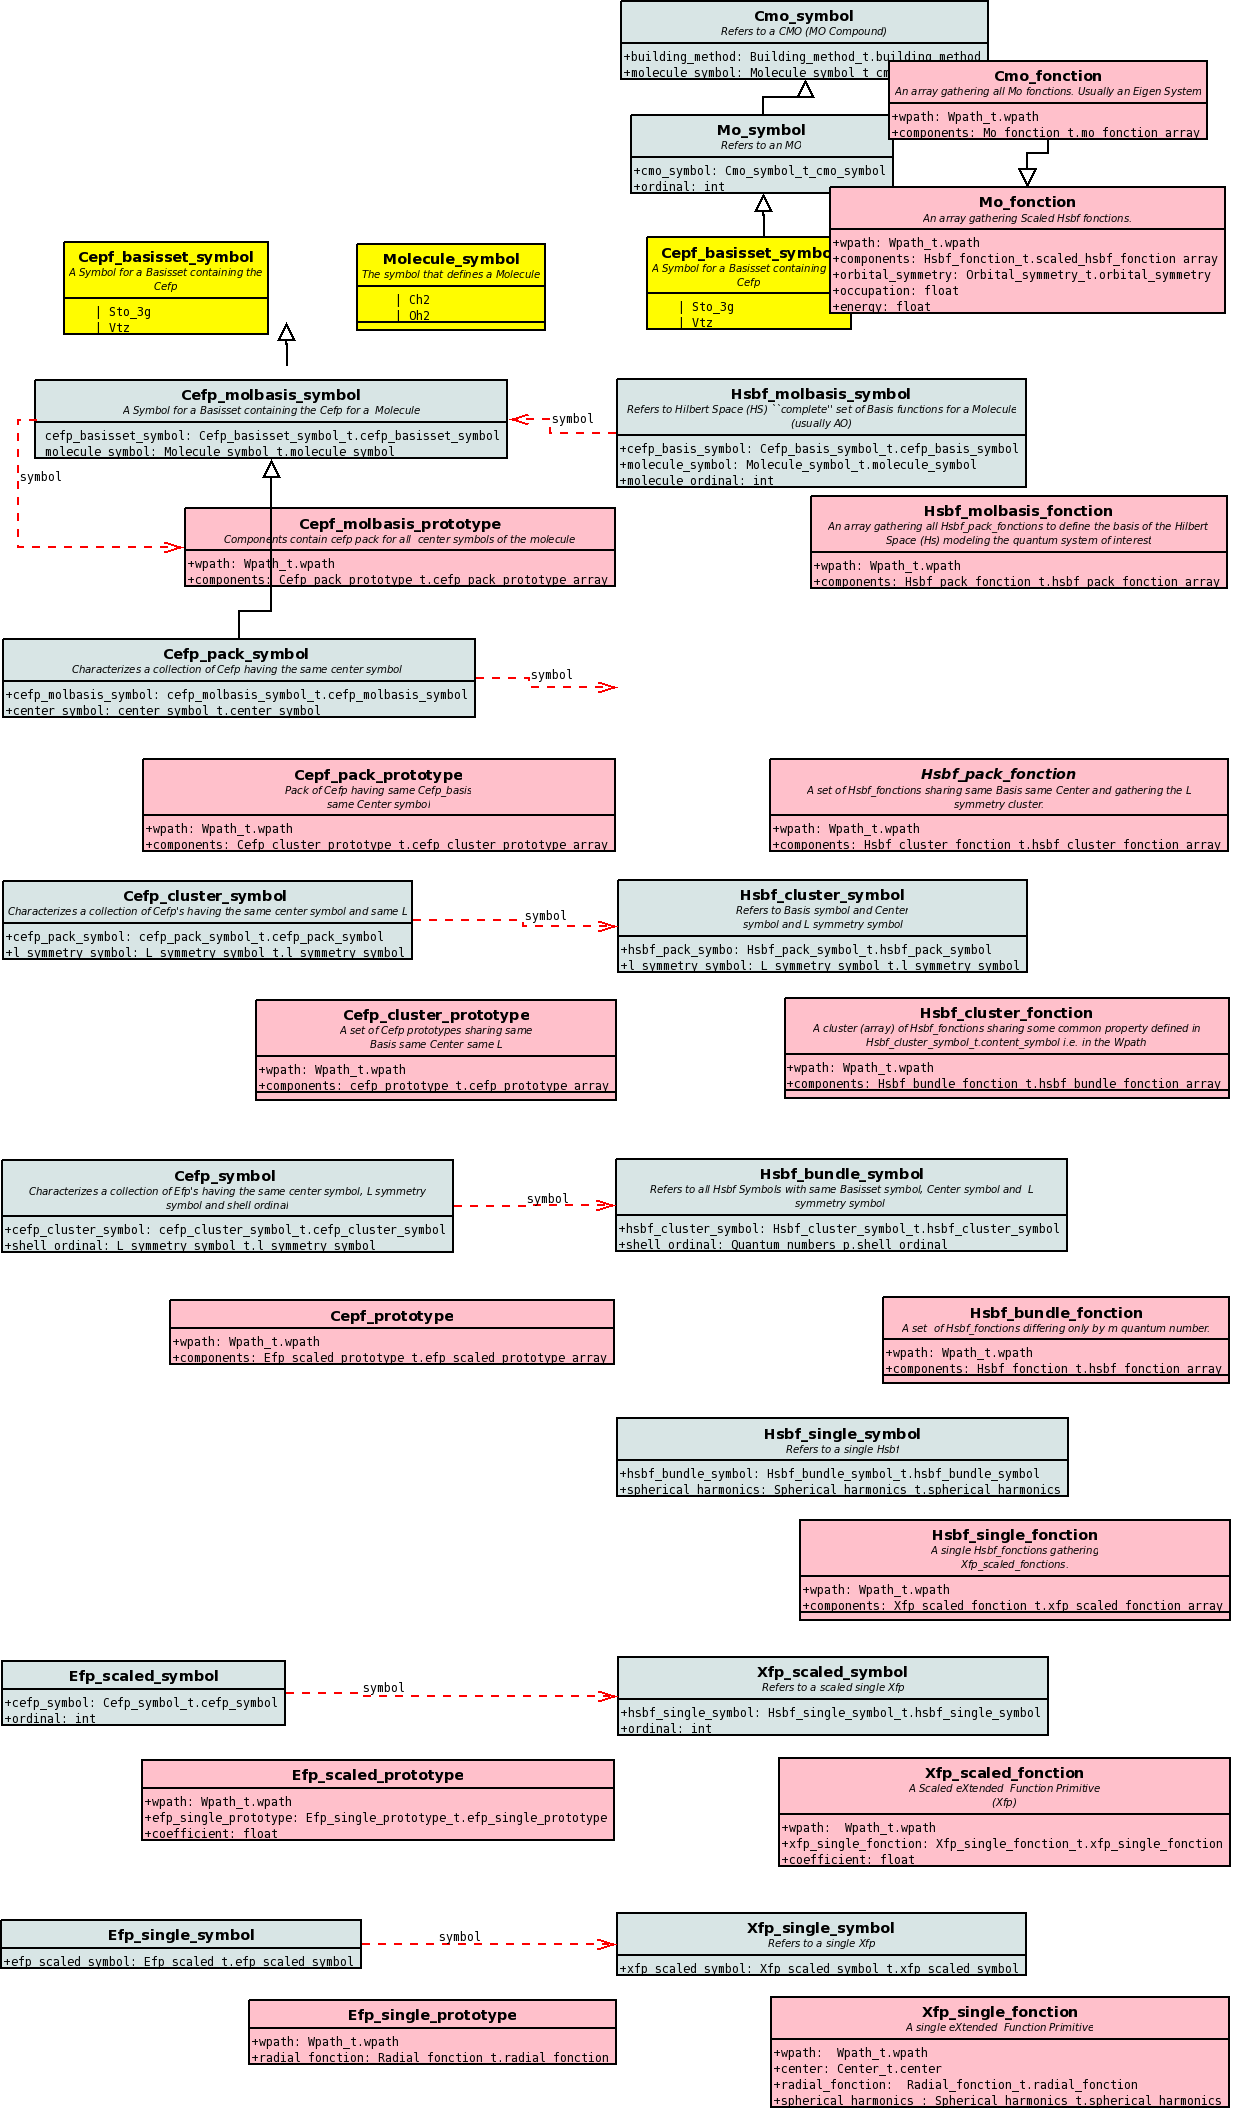 Cmo_symbol
Refers to a CMO (MO Compound)
+building_method: Building_method_t.building_method
+molecule_symbol: Molecule_symbol_t
Cmo_fonction
An array gathering all Mo fonctions. Usually an Eigen System
+wpath: Wpath_t.wpath
+components: Mo_fonction_t.mo_fonction_array
Mo_symbol
Refers to an MO
+cmo_symbol: Cmo_symbol_t_cmo_symbol
+ordinal: int
Mo_fonction
An array gathering Scaled Hsbf fonctions.
+wpath: Wpath_t.wpath
+components: Hsbf_fonction_t.scaled_hsbf_fonction_array
+orbital_symmetry: Orbital_symmetry_t.orbital_symmetry
+occupation: float
+energy: float
Cepf_basisset_symbol
A Symbol for a Basisset containing the
Cefp
| Sto_3g
| Vtz
Molecule_symbol
The symbol that defines a Molecule
| Ch2
| Oh2
Cepf_basisset_symbo
A Symbol for a Basisset containing
Cefp
| Sto_3g
| Vtz
Cefp_molbasis_symbol
A Symbol for a Basisset containing the Cefp for a  Molecule
cefp_basisset_symbol: Cefp_basisset_symbol_t.cefp_basisset_symbol
molecule_symbol: Molecule_symbol_t.molecule_symbol
symbol
Hsbf_molbasis_symbol
Refers to Hilbert Space (HS) ``complete'' set of Basis functions for a Molecule
(usually AO)
+cefp_basis_symbol: Cefp_basis_symbol_t.cefp_basis_symbol
+molecule_symbol: Molecule_symbol_t.molecule_symbol
+molecule_ordinal: int
symbol
Cepf_molbasis_prototype
Components contain cefp pack for all  center symbols of the molecule
+wpath: Wpath_t.wpath
+components: Cefp_pack_prototype_t.cefp_pack_prototype_array
Hsbf_molbasis_fonction
An array gathering all Hsbf_pack_fonctions to define the basis of the Hilbert
Space (Hs) modeling the quantum system of interest
+wpath: Wpath_t.wpath
+components: Hsbf_pack_fonction_t.hsbf_pack_fonction_array
Cefp_pack_symbol
Characterizes a collection of Cefp having the same center symbol
+cefp_molbasis_symbol: cefp_molbasis_symbol_t.cefp_molbasis_symbol
+center_symbol: center_symbol_t.center_symbol
symbol
Cepf_pack_prototype
Pack of Cefp having same Cefp_basis
same Center symbol
+wpath: Wpath_t.wpath
+components: Cefp_cluster_prototype_t.cefp_cluster_prototype_array
Hsbf_pack_fonction
A set of Hsbf_fonctions sharing same Basis same Center and gathering the L
symmetry cluster.
+wpath: Wpath_t.wpath
+components: Hsbf_cluster_fonction_t.hsbf_cluster_fonction_array
Cefp_cluster_symbol
Characterizes a collection of Cefp's having the same center symbol and same L
+cefp_pack_symbol: cefp_pack_symbol_t.cefp_pack_symbol
+l_symmetry_symbol: L_symmetry_symbol_t.l_symmetry_symbol
symbol
Hsbf_cluster_symbol
Refers to Basis symbol and Center
symbol and L symmetry symbol
+hsbf_pack_symbo: Hsbf_pack_symbol_t.hsbf_pack_symbol
+l_symmetry_symbol: L_symmetry_symbol_t.l_symmetry_symbol
Cefp_cluster_prototype
A set of Cefp prototypes sharing same
Basis same Center same L
+wpath: Wpath_t.wpath
+components: cefp_prototype_t.cefp_prototype_array
Hsbf_cluster_fonction
A cluster (array) of Hsbf_fonctions sharing some common property defined in
Hsbf_cluster_symbol_t.content_symbol i.e. in the Wpath
+wpath: Wpath_t.wpath
+components: Hsbf_bundle_fonction_t.hsbf_bundle_fonction_array
Cefp_symbol
Characterizes a collection of Efp's having the same center symbol, L symmetry
symbol and shell ordinal
+cefp_cluster_symbol: cefp_cluster_symbol_t.cefp_cluster_symbol
+shell_ordinal: L_symmetry_symbol_t.l_symmetry_symbol
symbol
Hsbf_bundle_symbol
Refers to all Hsbf Symbols with same Basisset symbol, Center symbol and  L
symmetry symbol
+hsbf_cluster_symbol: Hsbf_cluster_symbol_t.hsbf_cluster_symbol
+shell_ordinal: Quantum_numbers_p.shell_ordinal
Cepf_prototype
+wpath: Wpath_t.wpath
+components: Efp_scaled_prototype_t.efp_scaled_prototype_array
Hsbf_bundle_fonction
A set  of Hsbf_fonctions differing only by m quantum number.
+wpath: Wpath_t.wpath
+components: Hsbf_fonction_t.hsbf_fonction_array
Hsbf_single_symbol
Refers to a single Hsbf
+hsbf_bundle_symbol: Hsbf_bundle_symbol_t.hsbf_bundle_symbol
+spherical_harmonics: Spherical_harmonics_t.spherical_harmonics
Hsbf_single_fonction
A single Hsbf_fonctions gathering
Xfp_scaled_fonctions.
+wpath: Wpath_t.wpath
+components: Xfp_scaled_fonction_t.xfp_scaled_fonction_array
Efp_scaled_symbol
+cefp_symbol: Cefp_symbol_t.cefp_symbol
+ordinal: int
symbol
Xfp_scaled_symbol
Refers to a scaled single Xfp
+hsbf_single_symbol: Hsbf_single_symbol_t.hsbf_single_symbol
+ordinal: int
Efp_scaled_prototype
+wpath: Wpath_t.wpath
+efp_single_prototype: Efp_single_prototype_t.efp_single_prototype
+coefficient: float
Xfp_scaled_fonction
A Scaled eXtended  Function Primitive
(Xfp)
+wpath:  Wpath_t.wpath
+xfp_single_fonction: Xfp_single_fonction_t.xfp_single_fonction
+coefficient: float
Efp_single_symbol
+efp_scaled_symbol: Efp_scaled_t.efp_scaled_symbol
symbol
Xfp_single_symbol
Refers to a single Xfp
+xfp_scaled_symbol: Xfp_scaled_symbol_t.xfp_scaled_symbol
Efp_single_prototype
+wpath: Wpath_t.wpath
+radial_fonction: Radial_fonction_t.radial_fonction
Xfp_single_fonction
A single eXtended  Function Primitive
+wpath:  Wpath_t.wpath
+center: Center_t.center
+radial_fonction:  Radial_fonction_t.radial_fonction
+spherical_harmonics : Spherical_harmonics_t.spherical_harmonics